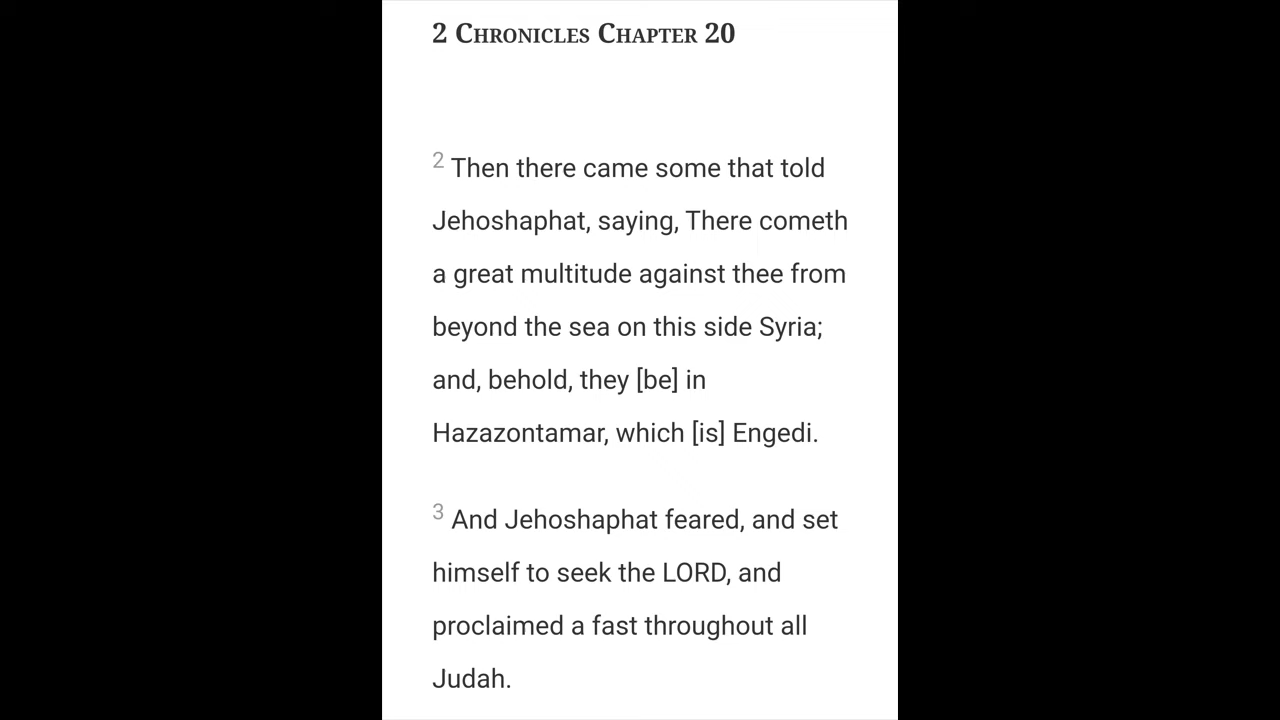 2 Chronicles Chapter 20
2 Then there came some that told
Jehoshaphat, saying, There cometh
a great multitude against thee from
beyond the sea on this side Syria;
and, behold, they [be] in
Hazazontamar, which [is] Engedi.
3 And Jehoshaphat feared, and set
himself to seek the LORD, and
proclaimed a fast throughout all
Judah.